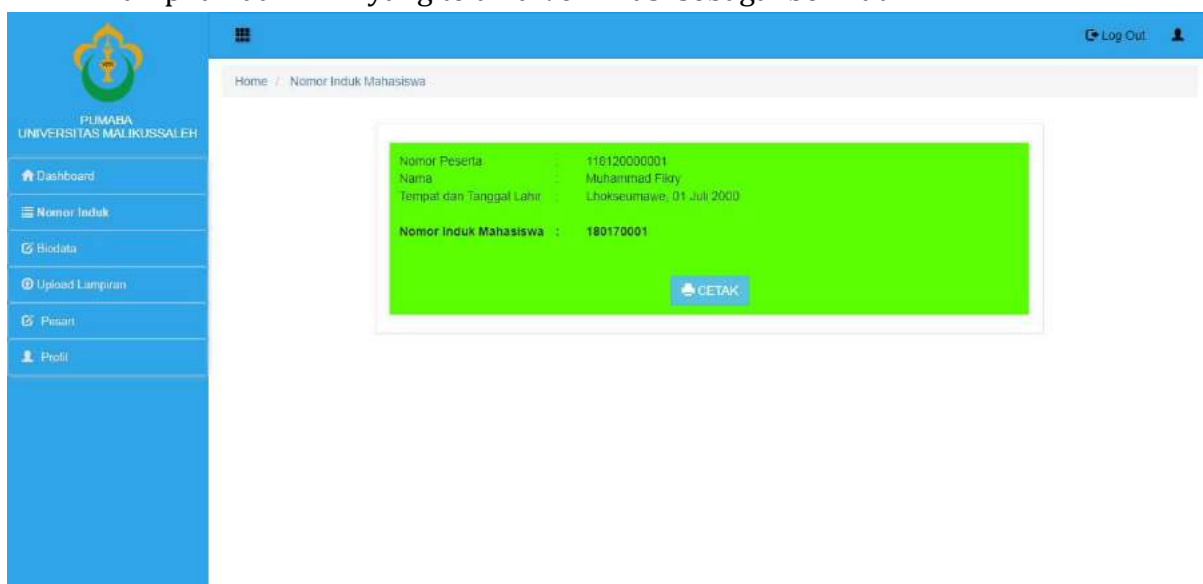 Log Out
Home / Nomor Induk Mahasiswa
PUMABA
UNIVERSITAS MALIKUSSALEH
Dashboard
Nomor Induk
Biodata
Upload Lampiran
Pesan
Profil
Nomor Peserta : 118120000001
Nama : Muhammad Fikry
Tempat dan Tanggal Lahir : Lhokseumawe, 01 Juli 2000
Nomor Induk Mahasiswa : 180170001
CETAK